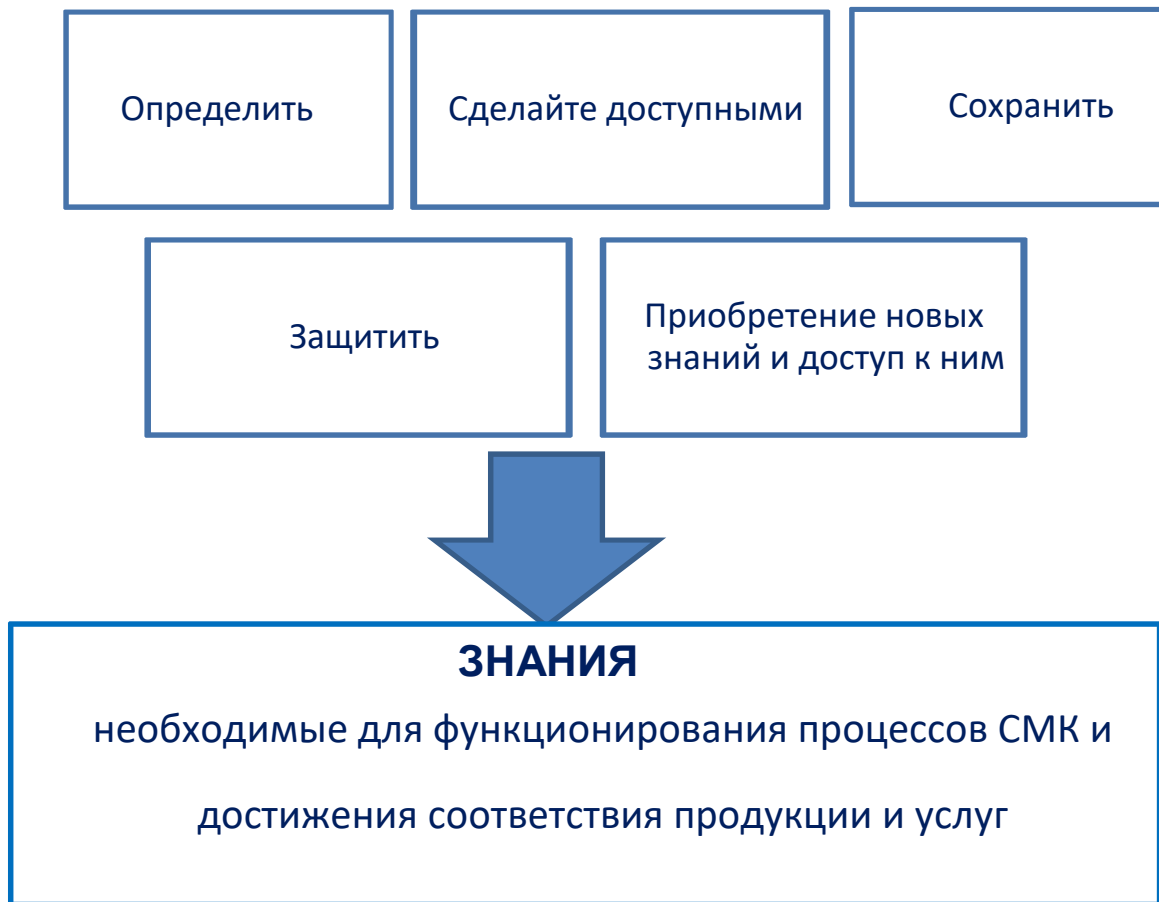 Определить
Сделайте доступными
Сохранить
Защитить
Приобретение новых
знаний и доступ к ним
ЗНАНИЯ
необходимые для функционирования процессов СМК и
достижения соответствия продукции и услуг